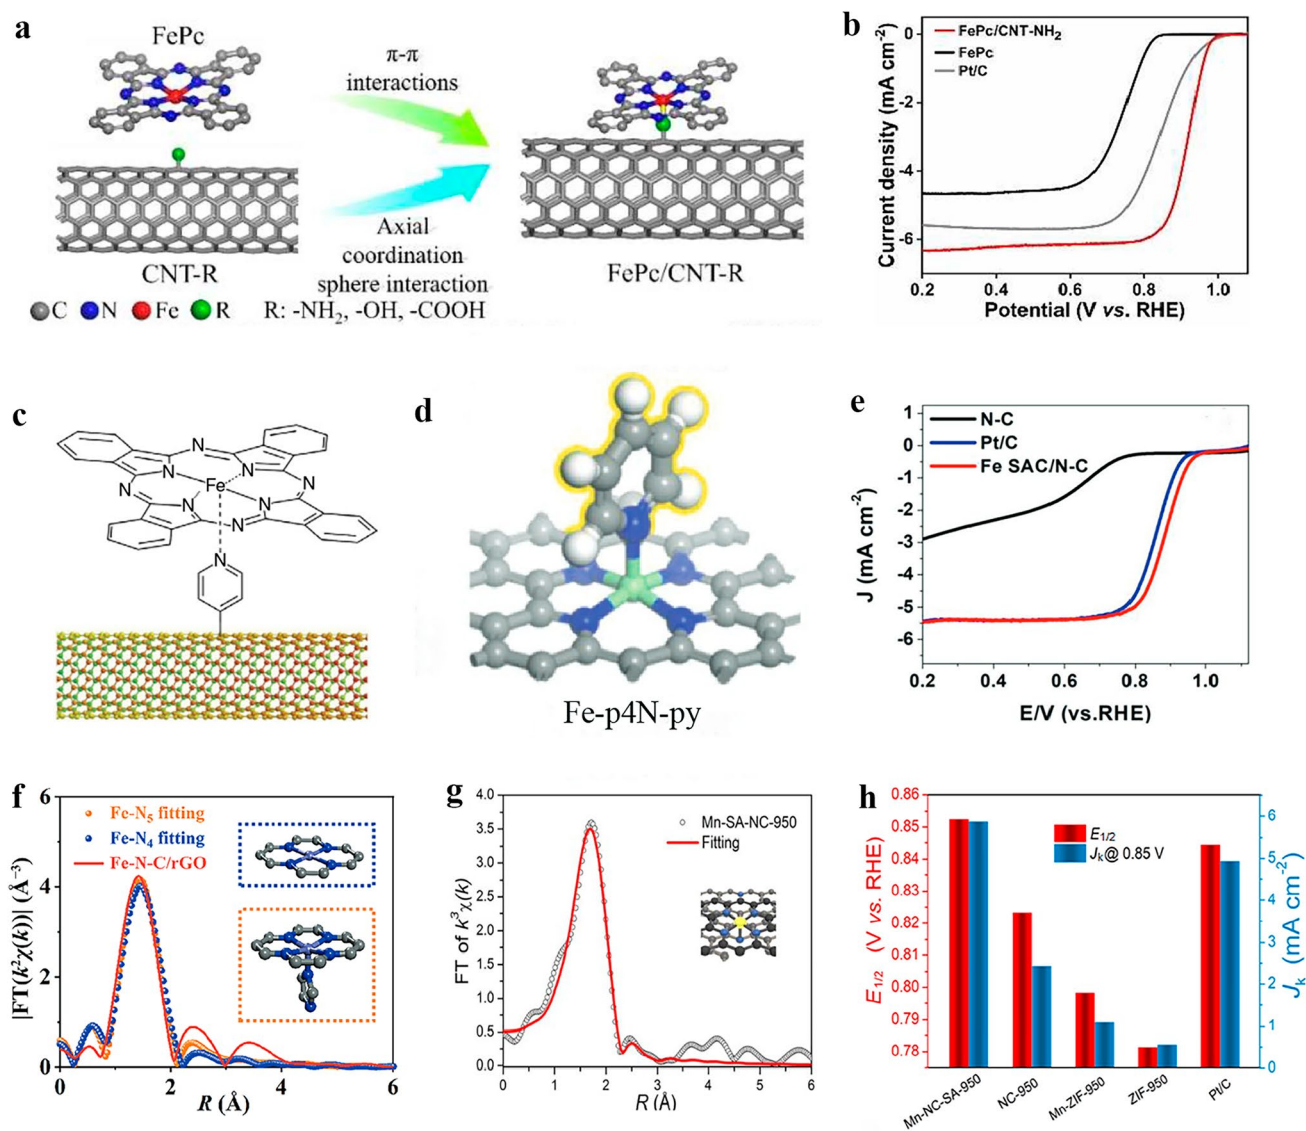 a
FePc
π-π
interactions
Axial
coordination
sphere interaction
CNT-R
FePc/CNT-R
C N Fe R R: -NH₂, -OH, -COOH
b
FePc/CNT-NH₂
FePc
Pt/C
Current density (mA cm⁻²)
0
-2
-4
-6
0.2 0.4 0.6 0.8 1.0
Potential (V vs. RHE)
c
N
N
N
N
Fe
N
N
N
N
N
d
Fe-p4N-py
e
N-C
Pt/C
Fe SAC/N-C
J (mA cm⁻²)
1
0
-1
-2
-3
-4
-5
-6
0.2 0.4 0.6 0.8 1.0
E/V (vs.RHE)
f
Fe-N₅ fitting
Fe-N₄ fitting
Fe-N-C/rGO
|FT(k²χ(k))| (Å⁻³)
6
4
2
0
0 2 4 6
R (Å)
g
Mn-SA-NC-950
Fitting
FT of k³χ(k)
4.0
3.5
3.0
2.5
2.0
1.5
1.0
0.5
0.0
0 1 2 3 4 5 6
R (Å)
h
E₁/₂
Jₖ@ 0.85 V
E₁/₂ (V vs. RHE)
0.86
0.85
0.84
0.83
0.82
0.81
0.80
0.79
0.78
Jₖ (mA cm⁻²)
6
5
4
3
2
1
0
Mn-NC-SA-950 NC-950 Mn-ZIF-950 ZIF-950 Pt/C